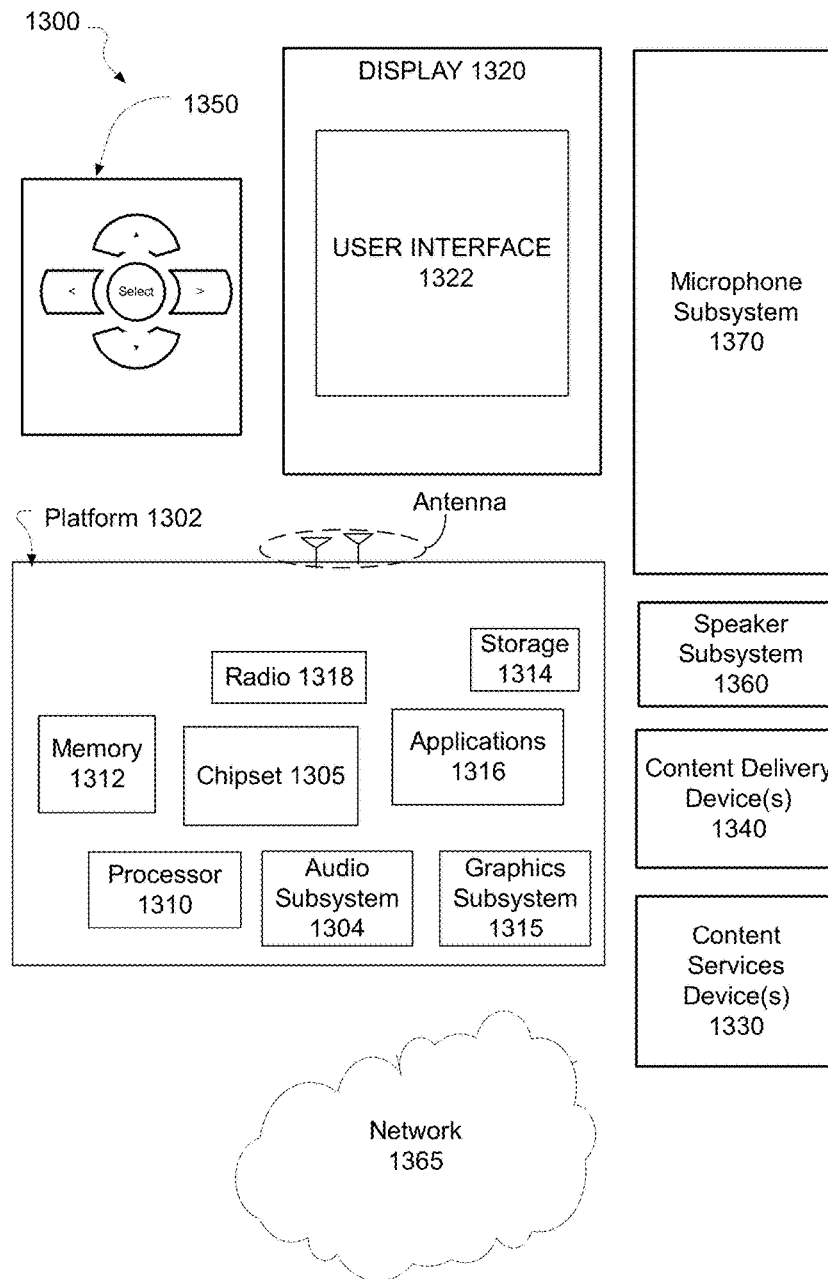 1300
1350
<
Select
>
DISPLAY 1320
USER INTERFACE
1322
Microphone
Subsystem
1370
Platform 1302
Antenna
Radio 1318
Storage
1314
Memory
1312
Chipset 1305
Applications
1316
Processor
1310
Audio
Subsystem
1304
Graphics
Subsystem
1315
Speaker
Subsystem
1360
Content Delivery
Device(s)
1340
Content
Services
Device(s)
1330
Network
1365